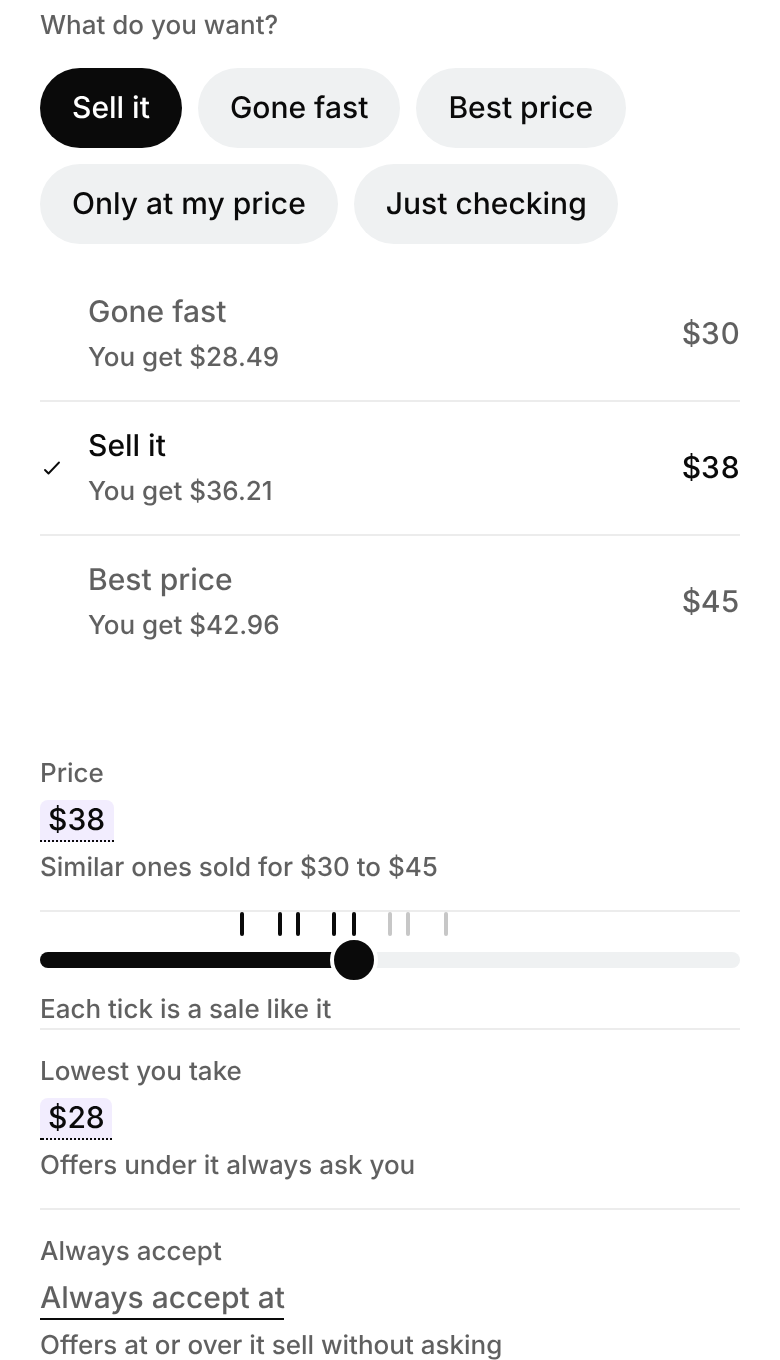 What do you want?
Sell it
Gone fast
Best price
Only at my price
Just checking
Gone fast
$30
You get $28.49
Sell it
$38
You get $36.21
Best price
$45
You get $42.96
Price
$38
Similar ones sold for $30 to $45
Each tick is a sale like it
Lowest you take
$28
Offers under it always ask you
Always accept
Always accept at
Offers at or over it sell without asking